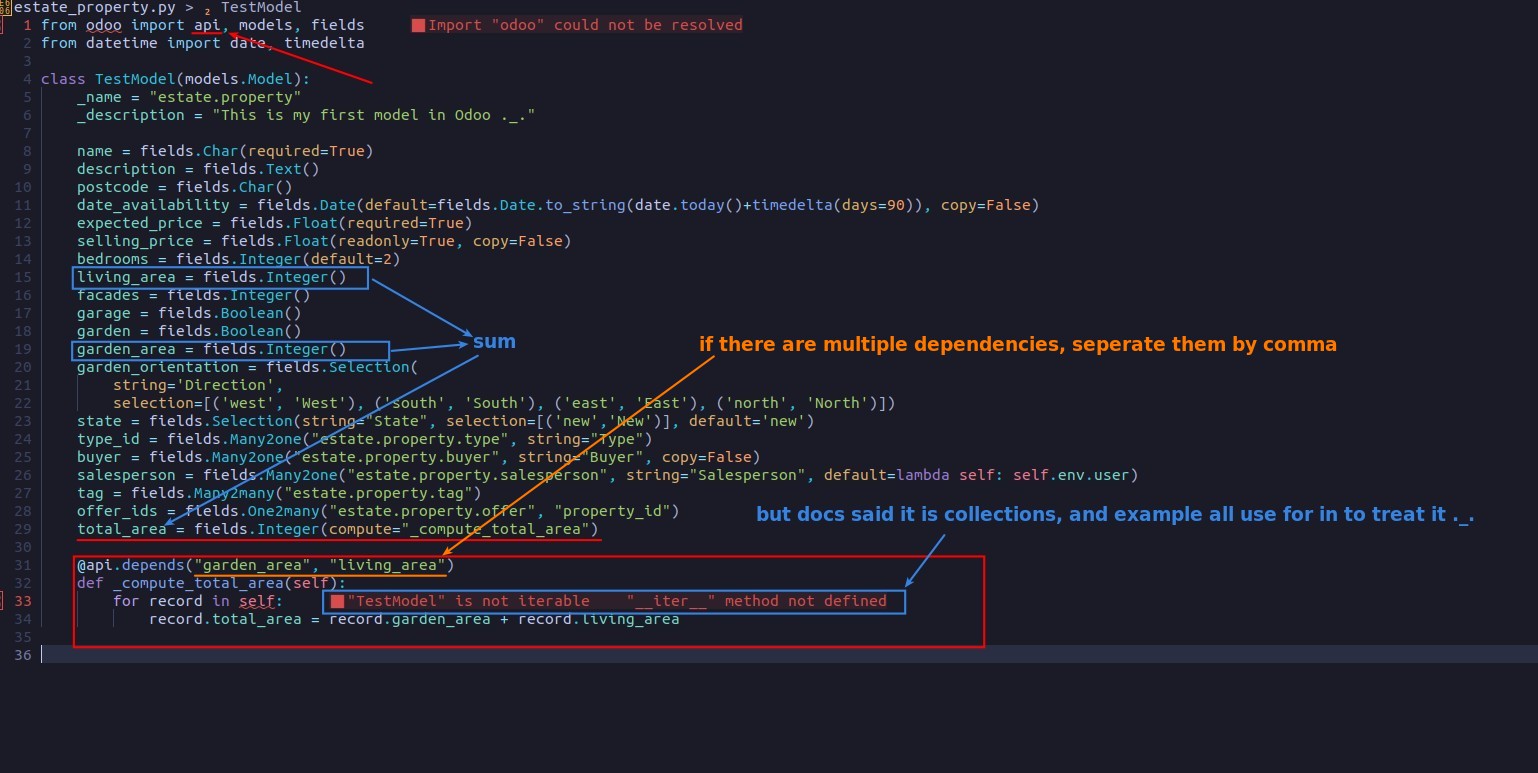 estate_property.py > TestModel
1 from odoo import api, models, fields Import "odoo" could not be resolved
2 from datetime import date, timedelta
3
4 class TestModel(models.Model):
5 _name = "estate.property"
6 _description = "This is my first model in Odoo ._."
7
8 name = fields.Char(required=True)
9 description = fields.Text()
10 postcode = fields.Char()
11 date_availability = fields.Date(default=fields.Date.to_string(date.today()+timedelta(days=90)), copy=False)
12 expected_price = fields.Float(required=True)
13 selling_price = fields.Float(readonly=True, copy=False)
14 bedrooms = fields.Integer(default=2)
15 living_area = fields.Integer()
16 facades = fields.Integer()
17 garage = fields.Boolean()
18 garden = fields.Boolean()
sum
if there are multiple dependencies, seperate them by comma
19 garden_area = fields.Integer()
20 garden_orientation = fields.Selection(
21 string='Direction',
22 selection=[('west', 'West'), ('south', 'South'), ('east', 'East'), ('north', 'North')])
23 state = fields.Selection(string="State", selection=[('new','New')], default='new')
24 type_id = fields.Many2one("estate.property.type", string="Type")
25 buyer = fields.Many2one("estate.property.buyer", string="Buyer", copy=False)
26 salesperson = fields.Many2one("estate.property.salesperson", string="Salesperson", default=lambda self: self.env.user)
27 tag = fields.Many2many("estate.property.tag")
28 offer_ids = fields.One2many("estate.property.offer", "property_id")
but docs said it is collections, and example all use for in to treat it ._.
29 total_area = fields.Integer(compute="_compute_total_area")
30
31 @api.depends("garden_area", "living_area")
32 def _compute_total_area(self):
33 for record in self: "TestModel" is not iterable "__iter__" method not defined
34 record.total_area = record.garden_area + record.living_area
35
36